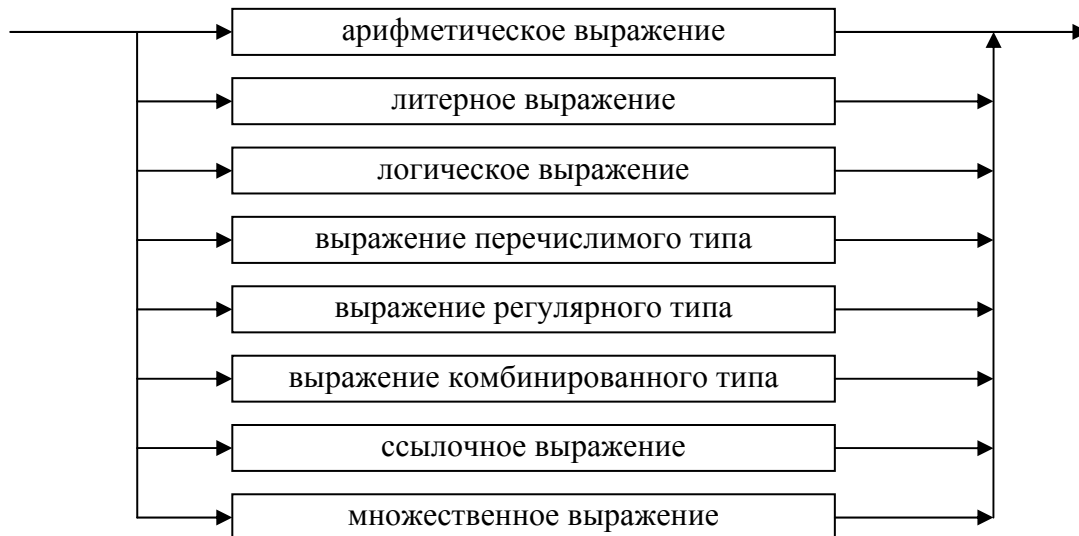 арифметическое выражение
литерное выражение
логическое выражение
выражение перечислимого типа
выражение регулярного типа
выражение комбинированного типа
ссылочное выражение
множественное выражение